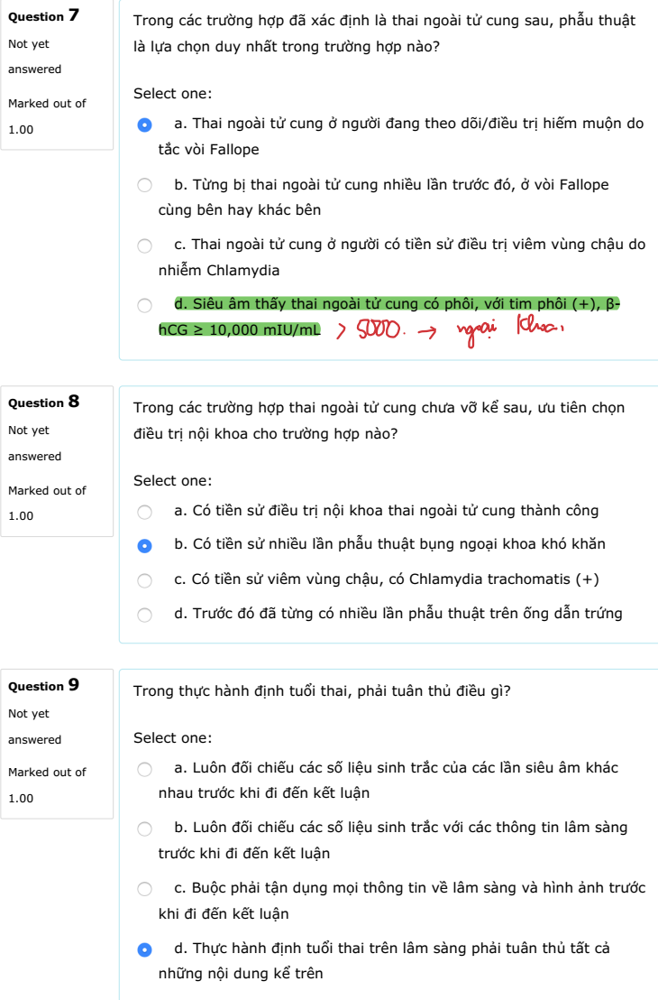 Question 7
Not yet
answered
Marked out of
1.00
Trong các trường hợp đã xác định là thai ngoài tử cung sau, phẫu thuật
là lựa chọn duy nhất trong trường hợp nào?
Select one:
a. Thai ngoài tử cung ở người đang theo dõi/điều trị hiếm muộn do
tắc vòi Fallope
b. Từng bị thai ngoài tử cung nhiều lần trước đó, ở vòi Fallope
cùng bên hay khác bên
c. Thai ngoài tử cung ở người có tiền sử điều trị viêm vùng chậu do
nhiễm Chlamydia
d. Siêu âm thấy thai ngoài tử cung có phôi, với tim phôi (+), β-
hCG ≥ 10,000 mIU/mL > 5000. → ngoại khoa.
Question 8
Not yet
answered
Marked out of
1.00
Trong các trường hợp thai ngoài tử cung chưa vỡ kể sau, ưu tiên chọn
điều trị nội khoa cho trường hợp nào?
Select one:
a. Có tiền sử điều trị nội khoa thai ngoài tử cung thành công
b. Có tiền sử nhiều lần phẫu thuật bụng ngoại khoa khó khăn
c. Có tiền sử viêm vùng chậu, có Chlamydia trachomatis (+)
d. Trước đó đã từng có nhiều lần phẫu thuật trên ống dẫn trứng
Question 9
Not yet
answered
Marked out of
1.00
Trong thực hành định tuổi thai, phải tuân thủ điều gì?
Select one:
a. Luôn đối chiếu các số liệu sinh trắc của các lần siêu âm khác
nhau trước khi đi đến kết luận
b. Luôn đối chiếu các số liệu sinh trắc với các thông tin lâm sàng
trước khi đi đến kết luận
c. Buộc phải tận dụng mọi thông tin về lâm sàng và hình ảnh trước
khi đi đến kết luận
d. Thực hành định tuổi thai trên lâm sàng phải tuân thủ tất cả
những nội dung kể trên